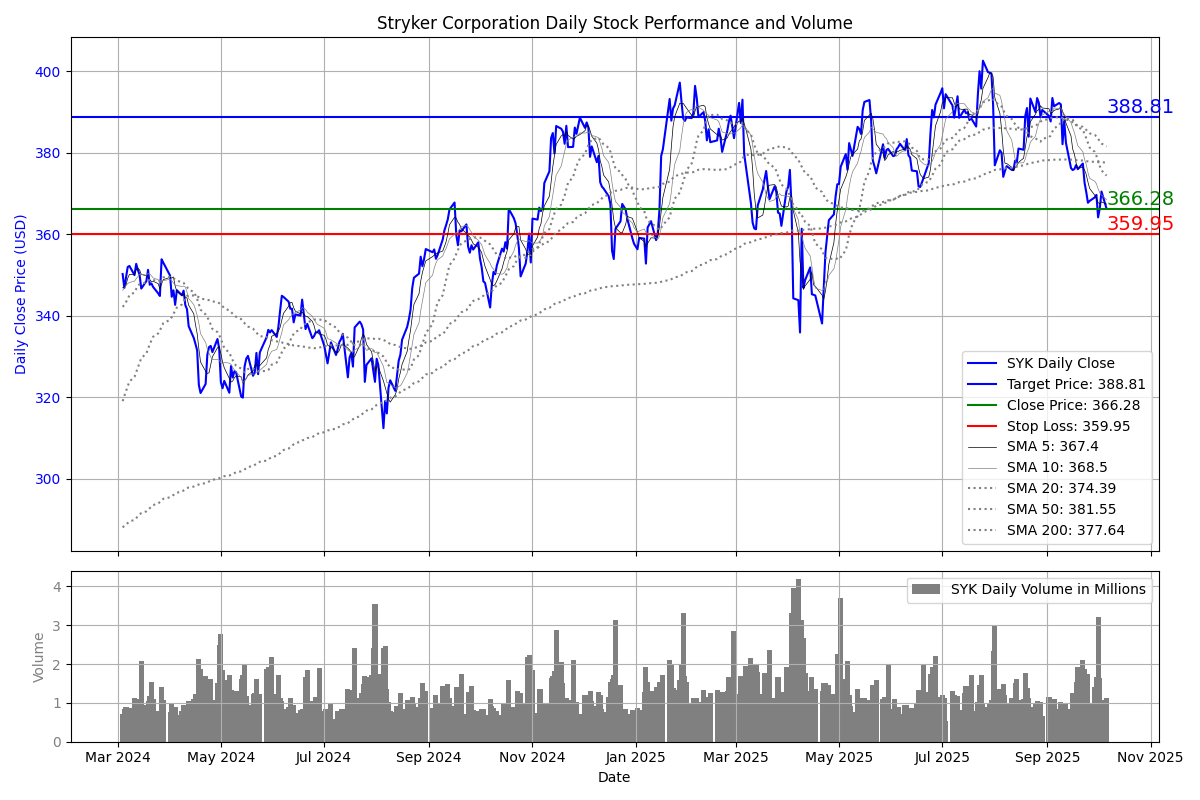 Stryker Corporation Daily Stock Performance and Volume
Daily Close Price (USD)
400
380
360
340
320
300
388.81
366.28
359.95
SYK Daily Close
Target Price: 388.81
Close Price: 366.28
Stop Loss: 359.95
SMA 5: 367.4
SMA 10: 368.5
SMA 20: 374.39
SMA 50: 381.55
SMA 200: 377.64
Volume
4
3
2
1
0
SYK Daily Volume in Millions
Mar 2024 May 2024 Jul 2024 Sep 2024 Nov 2024 Jan 2025 Mar 2025 May 2025 Jul 2025 Sep 2025 Nov 2025
Date